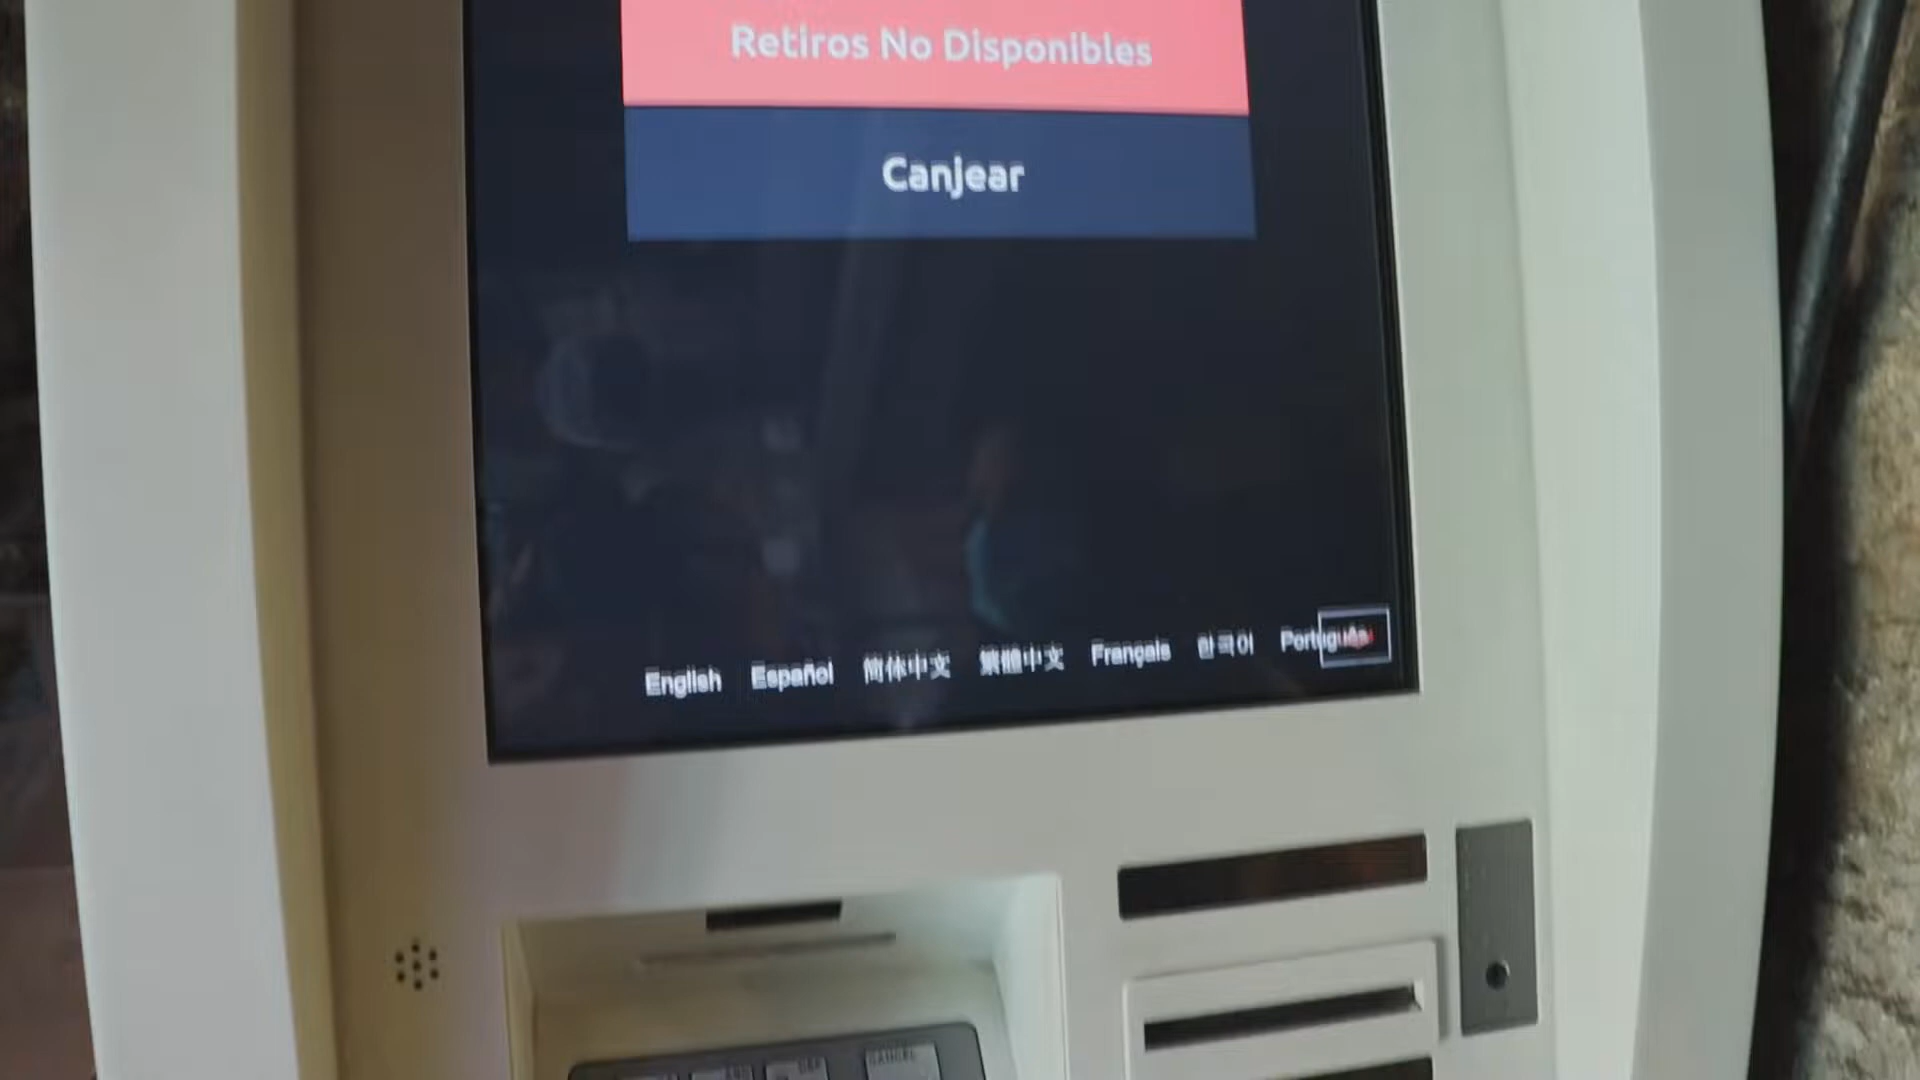 Retiros No Disponibles
Canjear
English Español 简体中文 繁體中文 Français 한국어 Português
CANCEL